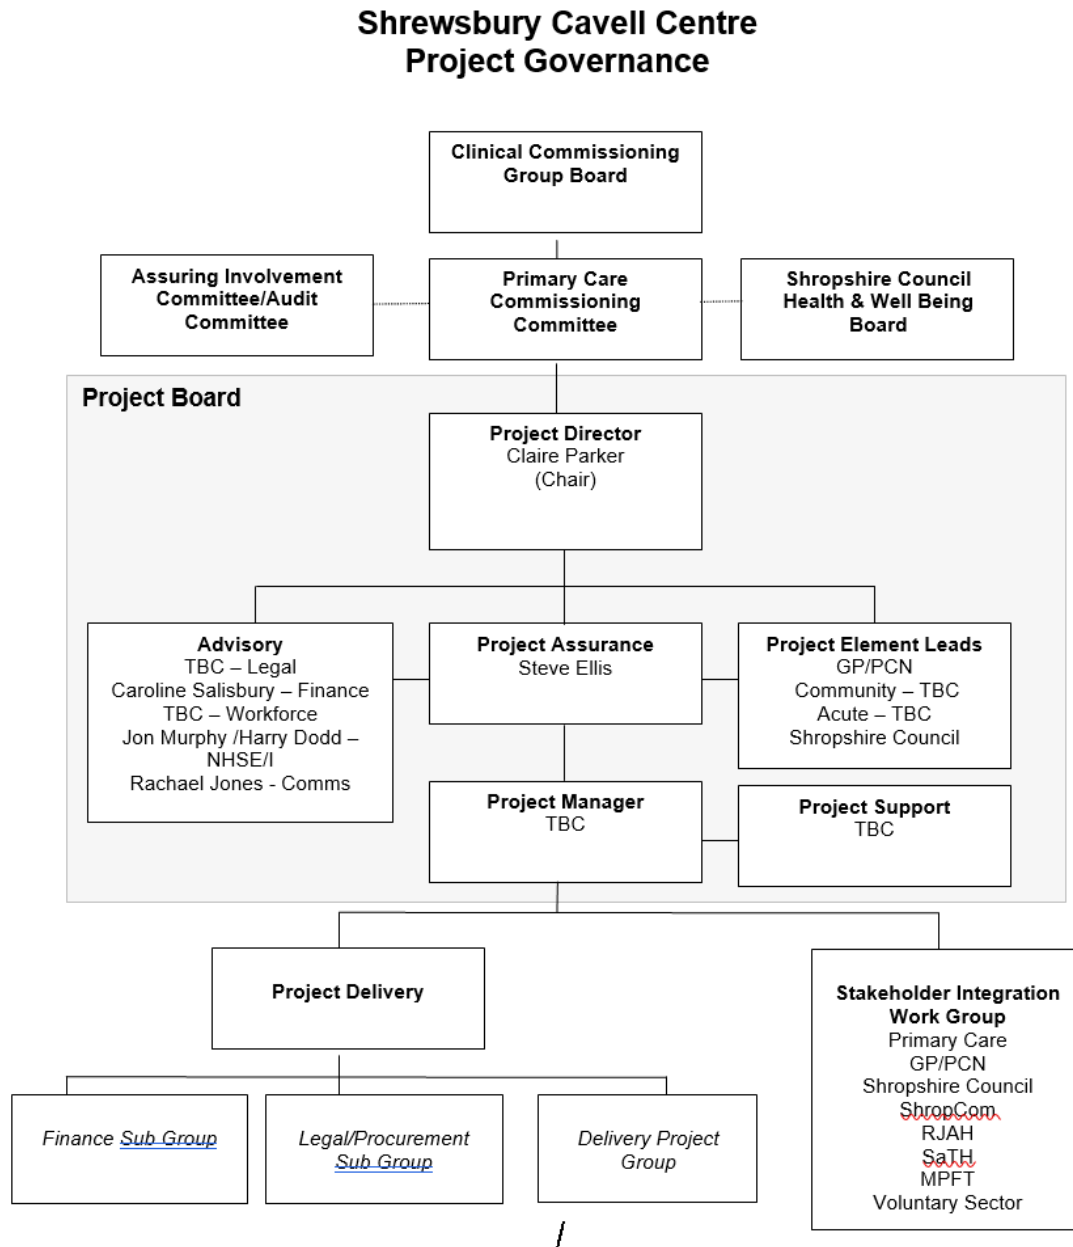 Shrewsbury Cavell Centre
Project Governance
Clinical Commissioning
Group Board
Assuring Involvement
Committee/Audit
Committee
Primary Care
Commissioning
Committee
Shropshire Council
Health & Well Being
Board
Project Board
Project Director
Claire Parker
(Chair)
Advisory
TBC – Legal
Caroline Salisbury – Finance
TBC – Workforce
Jon Murphy /Harry Dodd –
NHSE/I
Rachael Jones - Comms
Project Assurance
Steve Ellis
Project Element Leads
GP/PCN
Community – TBC
Acute – TBC
Shropshire Council
Project Manager
TBC
Project Support
TBC
Project Delivery
Stakeholder Integration
Work Group
Primary Care
GP/PCN
Shropshire Council
ShropCom
RJAH
SaTH
MPFT
Voluntary Sector
Finance Sub Group
Legal/Procurement
Sub Group
Delivery Project
Group